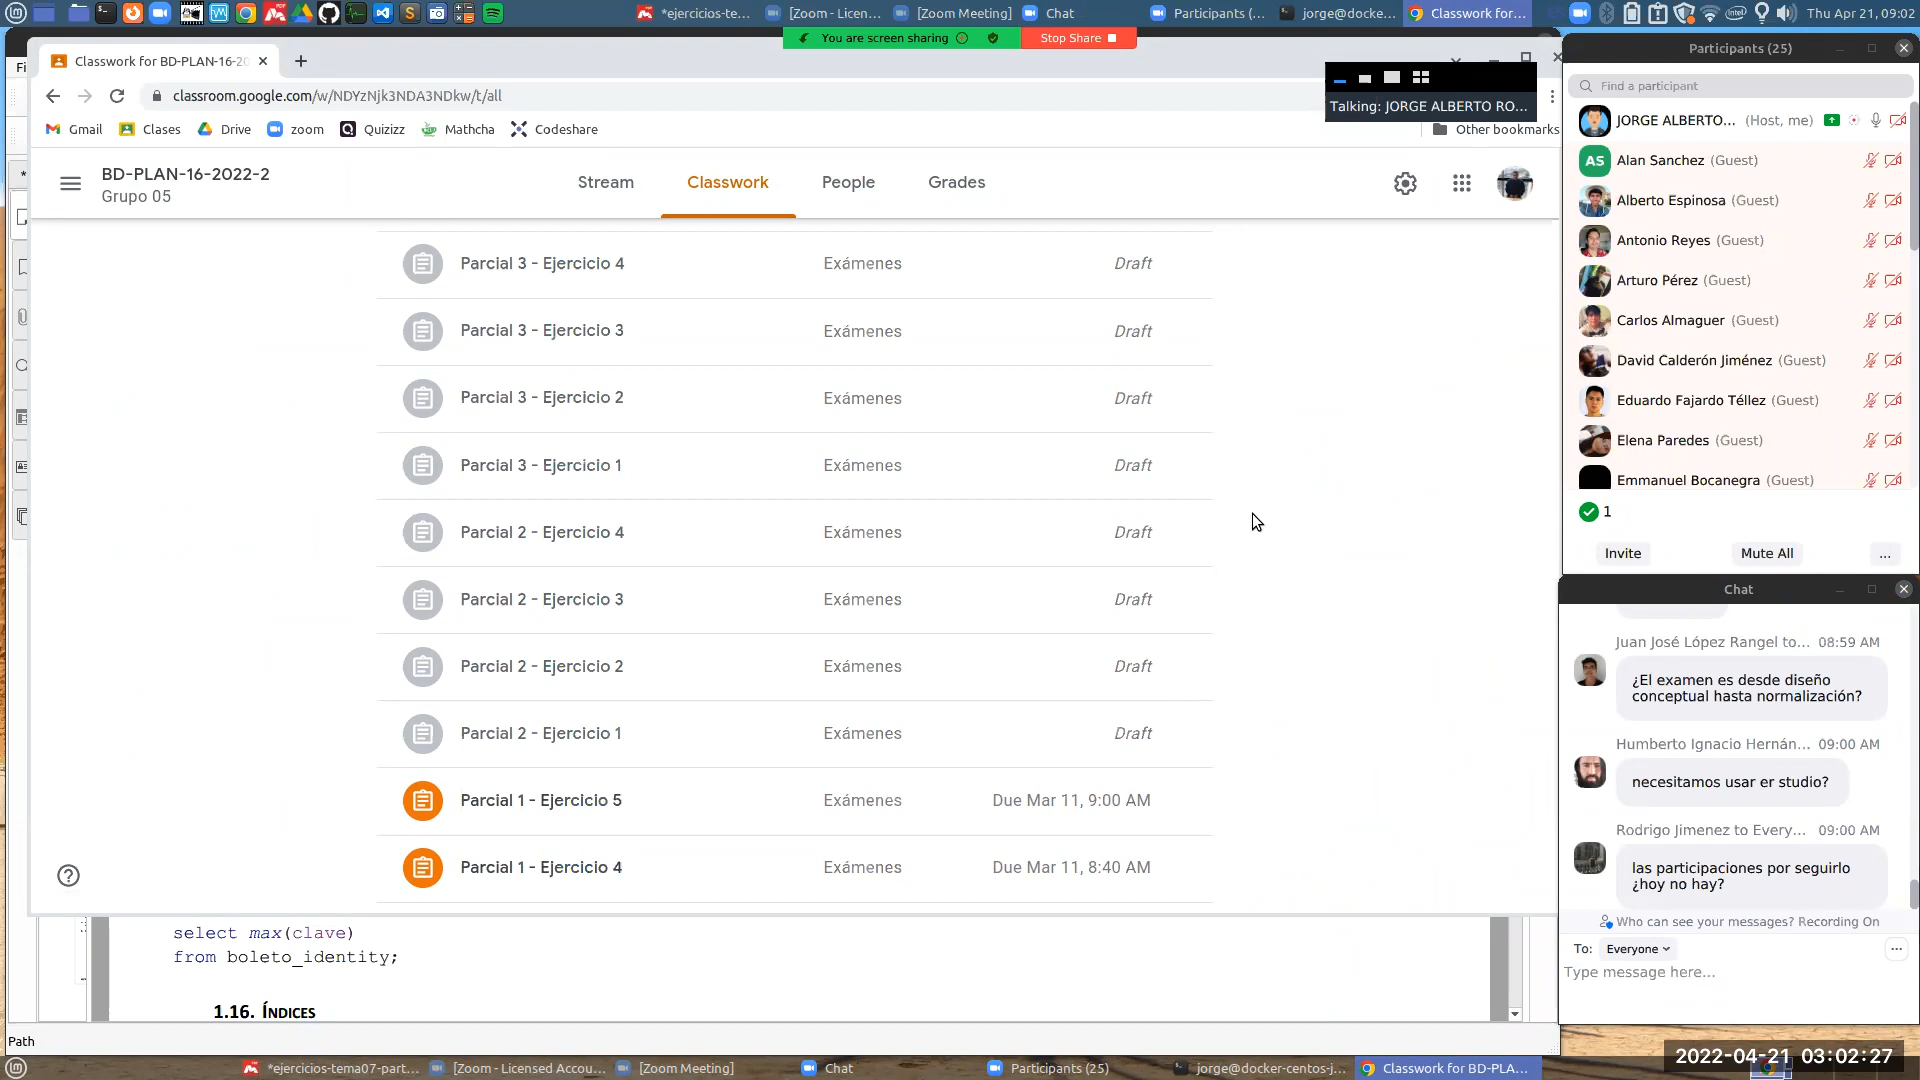 *ejercicios-te...
[Zoom - Licen...
[Zoom Meeting]
Chat
Participants (...
jorge@docke...
Classwork for...
Thu Apr 21, 09:02
You are screen sharing
Stop Share
Fi
Classwork for BD-PLAN-16-20
classroom.google.com/w/NDYzNjk3NDA3NDkw/t/all
Talking: JORGE ALBERTO RO...
Gmail
Clases
Drive
zoom
Quizizz
Mathcha
Codeshare
Other bookmarks
BD-PLAN-16-2022-2
Grupo 05
Stream
Classwork
People
Grades
Parcial 3 - Ejercicio 4 Exámenes Draft
Parcial 3 - Ejercicio 3 Exámenes Draft
Parcial 3 - Ejercicio 2 Exámenes Draft
Parcial 3 - Ejercicio 1 Exámenes Draft
Parcial 2 - Ejercicio 4 Exámenes Draft
Parcial 2 - Ejercicio 3 Exámenes Draft
Parcial 2 - Ejercicio 2 Exámenes Draft
Parcial 2 - Ejercicio 1 Exámenes Draft
Parcial 1 - Ejercicio 5 Exámenes Due Mar 11, 9:00 AM
Parcial 1 - Ejercicio 4 Exámenes Due Mar 11, 8:40 AM
select max(clave)
from boleto_identity;
1.16. ÍNDICES
Path
Participants (25)
Find a participant
JORGE ALBERTO... (Host, me)
AS Alan Sanchez (Guest)
Alberto Espinosa (Guest)
Antonio Reyes (Guest)
Arturo Pérez (Guest)
Carlos Almaguer (Guest)
David Calderón Jiménez (Guest)
Eduardo Fajardo Téllez (Guest)
Elena Paredes (Guest)
Emmanuel Bocanegra (Guest)
1
Invite
Mute All
...
Chat
Juan José López Rangel to... 08:59 AM
¿El examen es desde diseño
conceptual hasta normalización?
Humberto Ignacio Hernán... 09:00 AM
necesitamos usar er studio?
Rodrigo Jimenez to Every... 09:00 AM
las participaciones por seguirlo
¿hoy no hay?
Who can see your messages? Recording On
To: Everyone
Type message here...
*ejercicios-tema07-part...
[Zoom - Licensed Accou...
[Zoom Meeting]
Chat
Participants (25)
jorge@docker-centos-j...
Classwork for BD-PLA...
2022-04-21 03:02:27